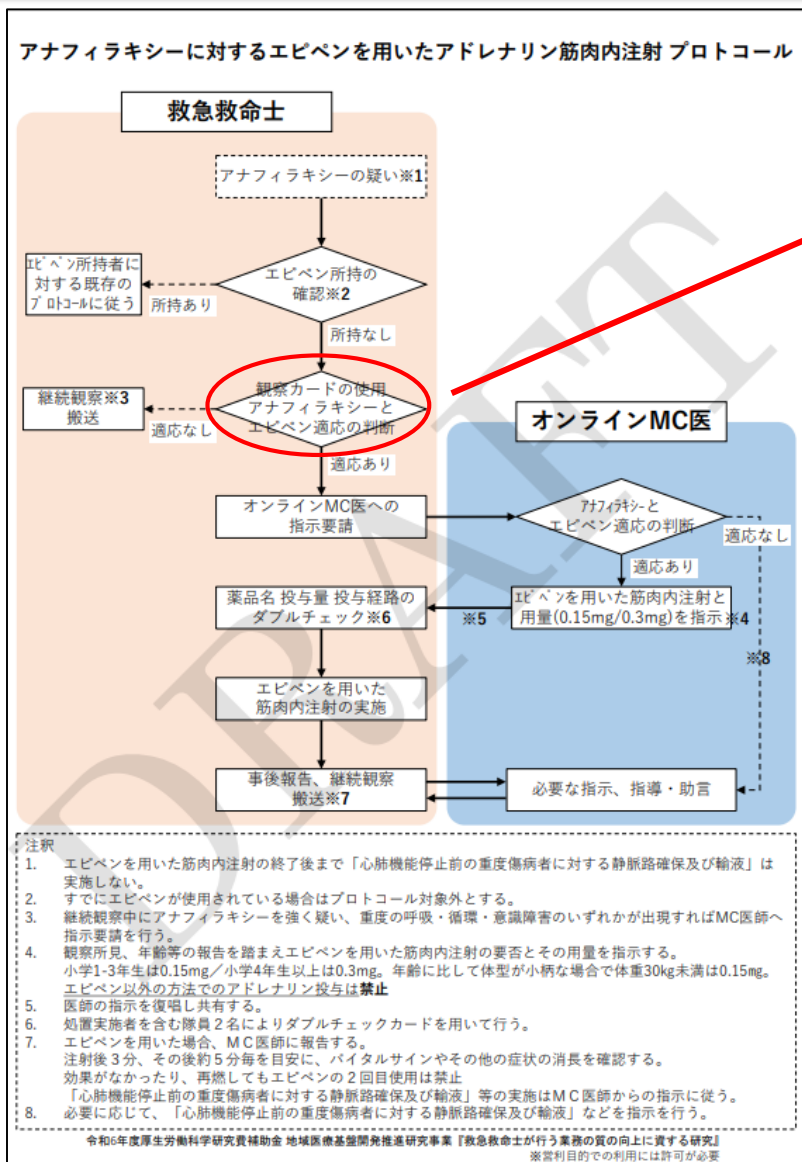 アナフィラキシーに対するエピペンを用いたアドレナリン筋肉内注射 プロトコール
救急救命士
アナフィラキシーの疑い※1
エピペン所持の
確認※2
エピペン所持者に
対する既存の
プロトコールに従う
所持あり
所持なし
観察カードの使用
アナフィラキシーと
エピペン適応の判断
継続観察※3
搬送
適応なし
適応あり
オンラインMC医
オンラインMC医への
指示要請
アナフィラキシーと
エピペン適応の判断
適応なし
適応あり
薬品名 投与量 投与経路の
ダブルチェック※6
※5
エピペンを用いた筋肉内注射と
用量(0.15mg/0.3mg)を指示※4
※8
エピペンを用いた
筋肉内注射の実施
事後報告、継続観察
搬送※7
必要な指示、指導・助言
DRAFT
注釈
1. エピペンを用いた筋肉内注射の終了後まで「心肺機能停止前の重度傷病者に対する静脈路確保及び輸液」は
実施しない。
2. すでにエピペンが使用されている場合はプロトコール対象外とする。
3. 継続観察中にアナフィラキシーを強く疑い、重度の呼吸・循環・意識障害のいずれかが出現すればMC医師へ
指示要請を行う。
4. 観察所見、年齢等の報告を踏まえエピペンを用いた筋肉内注射の要否とその用量を指示する。
小学1-3年生は0.15mg／小学4年生以上は0.3mg。年齢に比して体型が小柄な場合で体重30kg未満は0.15mg。
エピペン以外の方法でのアドレナリン投与は禁止
5. 医師の指示を復唱し共有する。
6. 処置実施者を含む隊員２名によりダブルチェックカードを用いて行う。
7. エピペンを用いた場合、ＭＣ医師に報告する。
注射後３分、その後約５分毎を目安に、バイタルサインやその他の症状の消長を確認する。
効果がなかったり、再燃してもエピペンの２回目使用は禁止
「心肺機能停止前の重度傷病者に対する静脈路確保及び輸液」等の実施はＭＣ医師からの指示に従う。
8. 必要に応じて、「心肺機能停止前の重度傷病者に対する静脈路確保及び輸液」などを指示を行う。
令和6年度厚生労働科学研究費補助金 地域医療基盤開発推進研究事業『救急救命士が行う業務の質の向上に資する研究』
※営利目的での利用には許可が必要